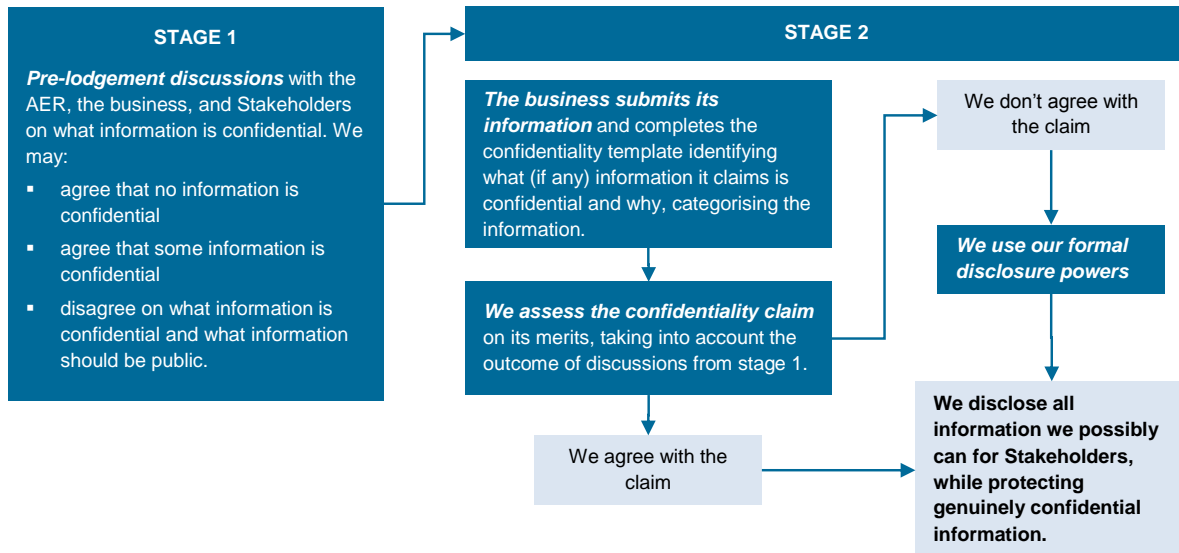 STAGE 1
Pre-lodgement discussions with the
AER, the business, and Stakeholders
on what information is confidential. We
may:
▪ agree that no information is
confidential
▪ agree that some information is
confidential
▪ disagree on what information is
confidential and what information
should be public.
STAGE 2
The business submits its
information and completes the
confidentiality template identifying
what (if any) information it claims is
confidential and why, categorising the
information.
We assess the confidentiality claim
on its merits, taking into account the
outcome of discussions from stage 1.
We agree with the
claim
We don’t agree with
the claim
We use our formal
disclosure powers
We disclose all
information we possibly
can for Stakeholders,
while protecting
genuinely confidential
information.